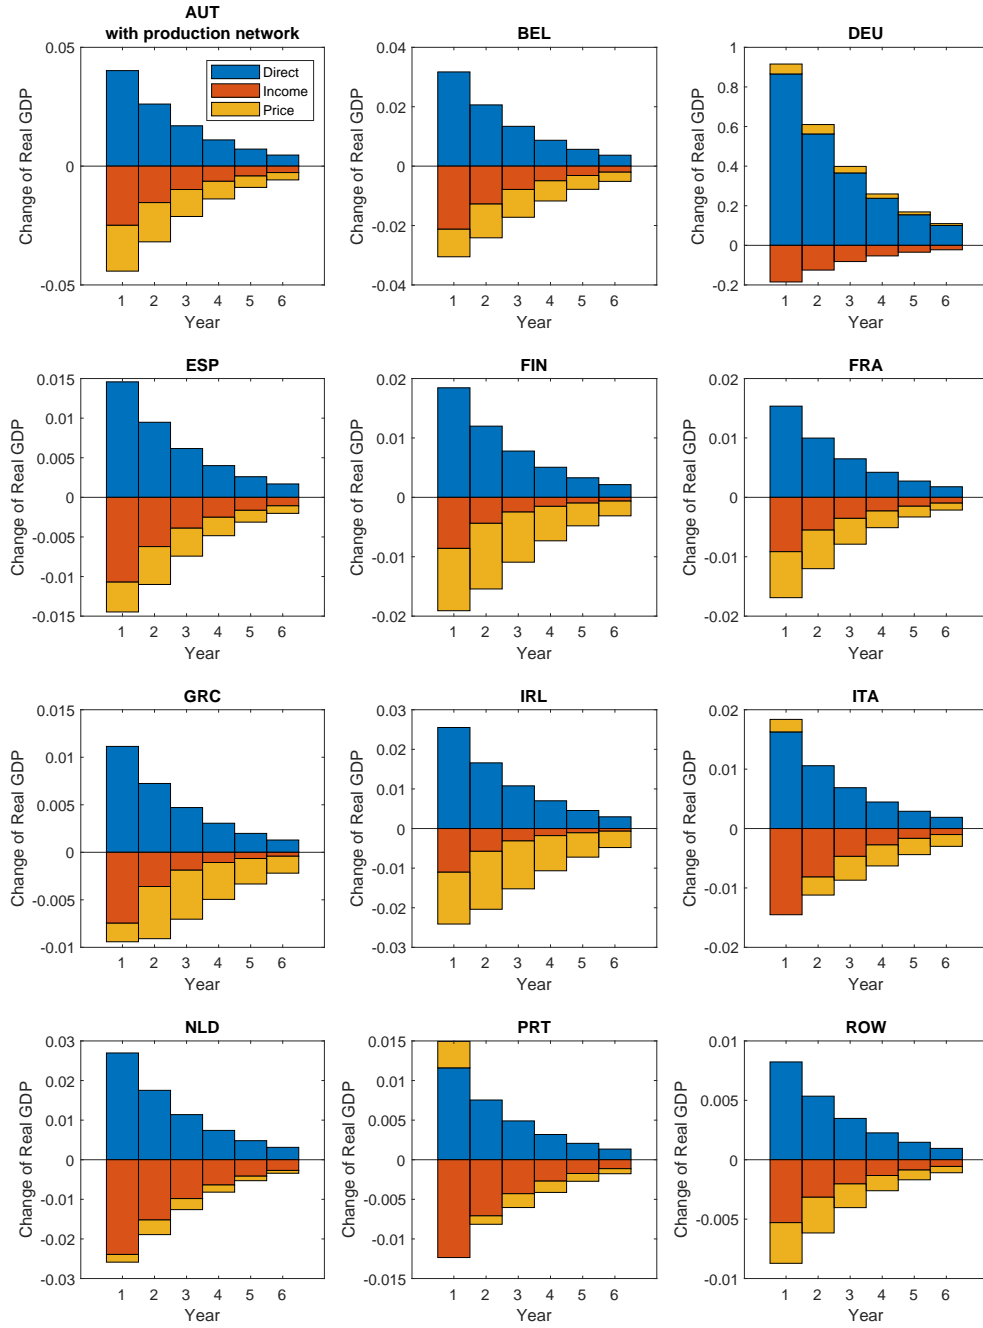 AUT
with production network
BEL
DEU
0.05
0
-0.05
Change of Real GDP
Direct
Income
Price
1 2 3 4 5 6
Year
0.04
0.02
0
-0.02
-0.04
Change of Real GDP
1 2 3 4 5 6
Year
1
0.8
0.6
0.4
0.2
0
-0.2
Change of Real GDP
1 2 3 4 5 6
Year
ESP
FIN
FRA
0.015
0.01
0.005
0
-0.005
-0.01
-0.015
Change of Real GDP
1 2 3 4 5 6
Year
0.02
0.01
0
-0.01
-0.02
Change of Real GDP
1 2 3 4 5 6
Year
0.02
0.01
0
-0.01
-0.02
Change of Real GDP
1 2 3 4 5 6
Year
GRC
IRL
ITA
0.015
0.01
0.005
0
-0.005
-0.01
Change of Real GDP
1 2 3 4 5 6
Year
0.03
0.02
0.01
0
-0.01
-0.02
-0.03
Change of Real GDP
1 2 3 4 5 6
Year
0.02
0.01
0
-0.01
-0.02
Change of Real GDP
1 2 3 4 5 6
Year
NLD
PRT
ROW
0.03
0.02
0.01
0
-0.01
-0.02
-0.03
Change of Real GDP
1 2 3 4 5 6
Year
0.015
0.01
0.005
0
-0.005
-0.01
-0.015
Change of Real GDP
1 2 3 4 5 6
Year
0.01
0.005
0
-0.005
-0.01
Change of Real GDP
1 2 3 4 5 6
Year